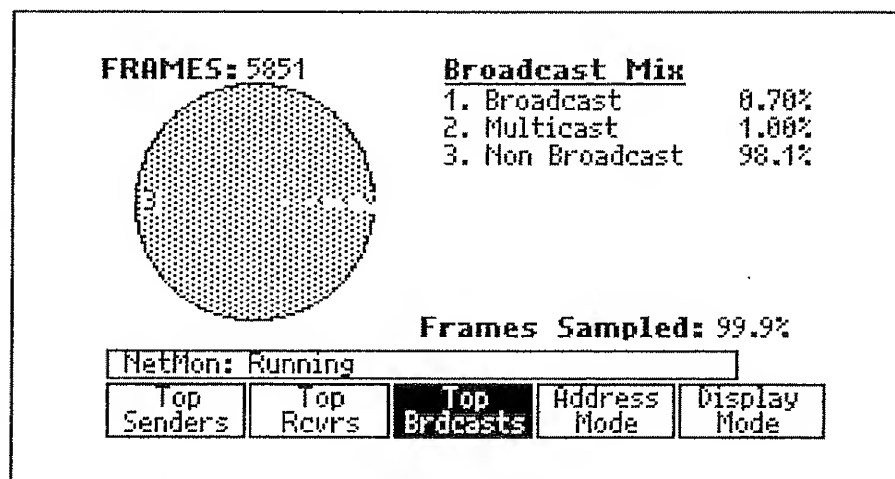 FRAMES: 5851
Broadcast Mix
1. Broadcast 0.70%
2. Multicast 1.00%
3. Non Broadcast 98.1%
3
Frames Sampled: 99.9%
NetMon: Running
Top Senders
Top Rcvrs
Top Brdcasts
Address Mode
Display Mode